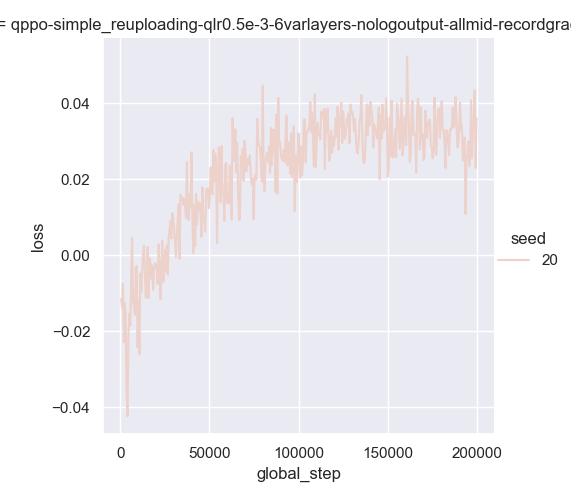 = qppo-simple_reuploading-qlr0.5e-3-6varlayers-nologoutput-allmid-recordgra
0.04
0.02
0.00
−0.02
−0.04
loss
0
50000
100000
150000
200000
global_step
seed
20